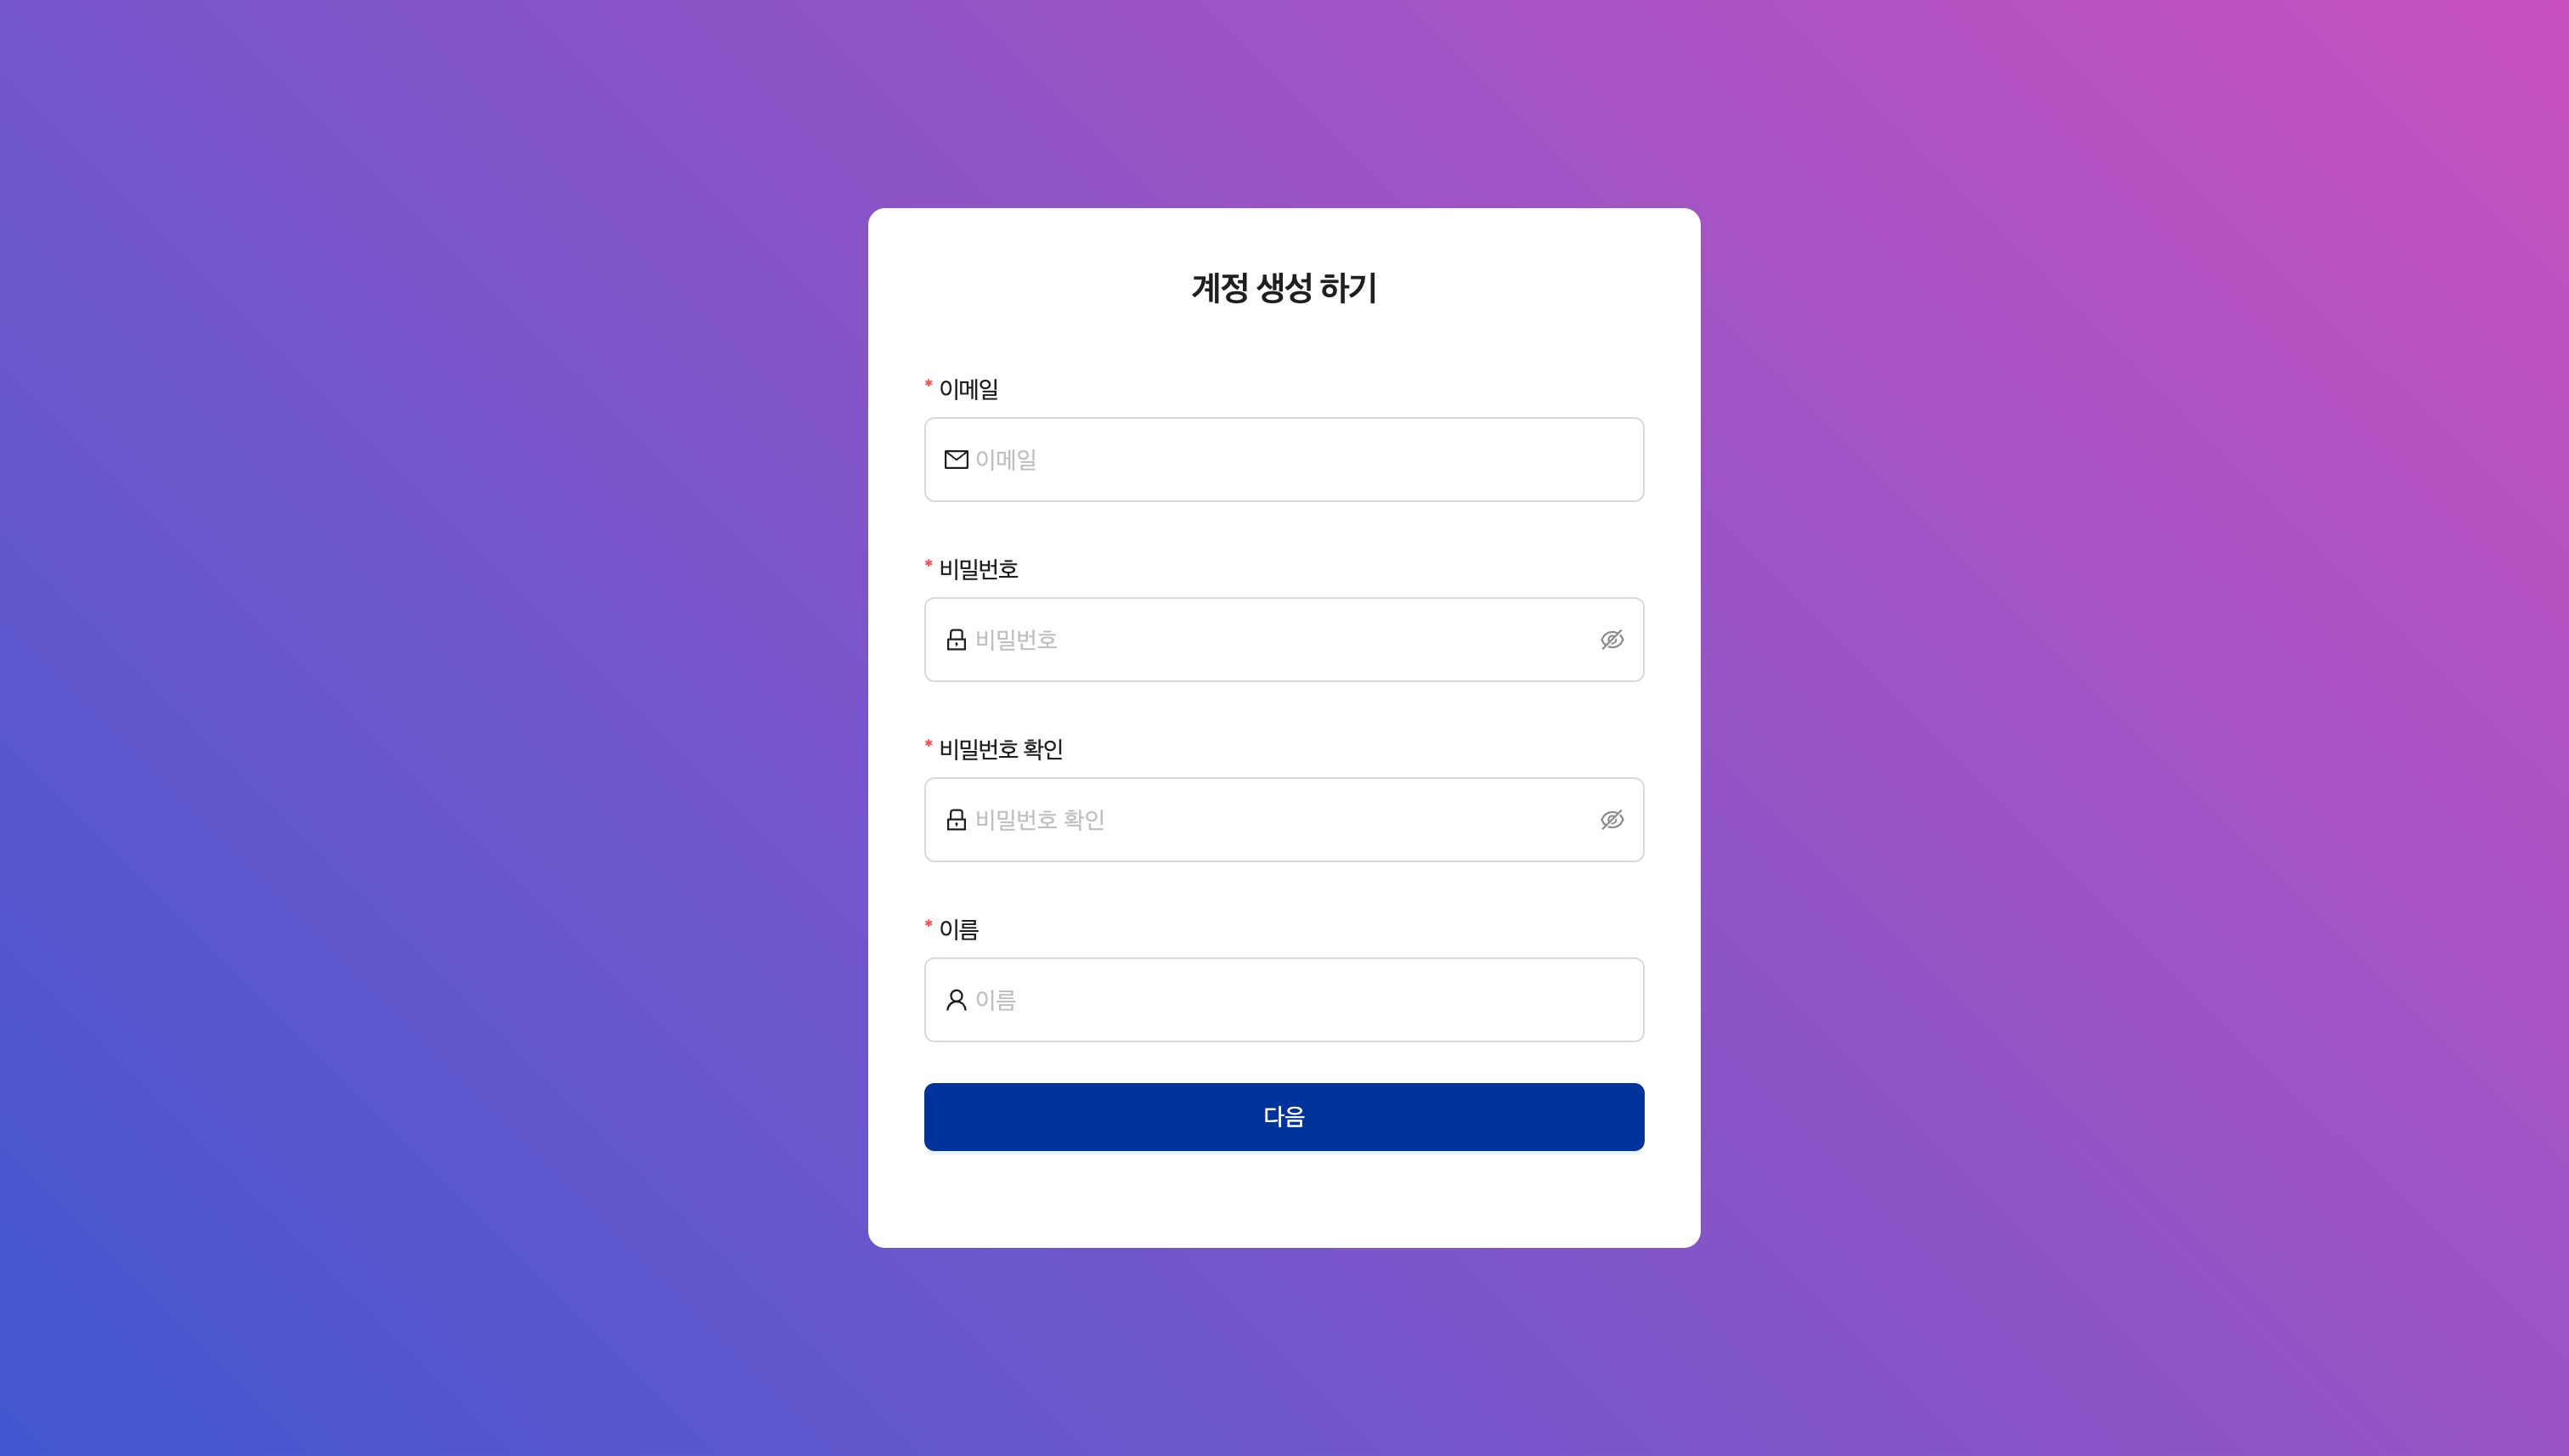 계정 생성 하기
* 이메일
이메일
* 비밀번호
비밀번호
* 비밀번호 확인
비밀번호 확인
* 이름
이름
다음